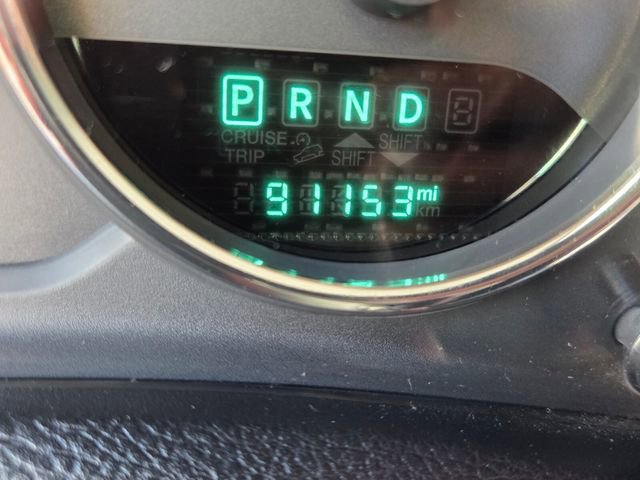 P R N D
CRUISE SHIFT
TRIP SHIFT
91153 mi
km